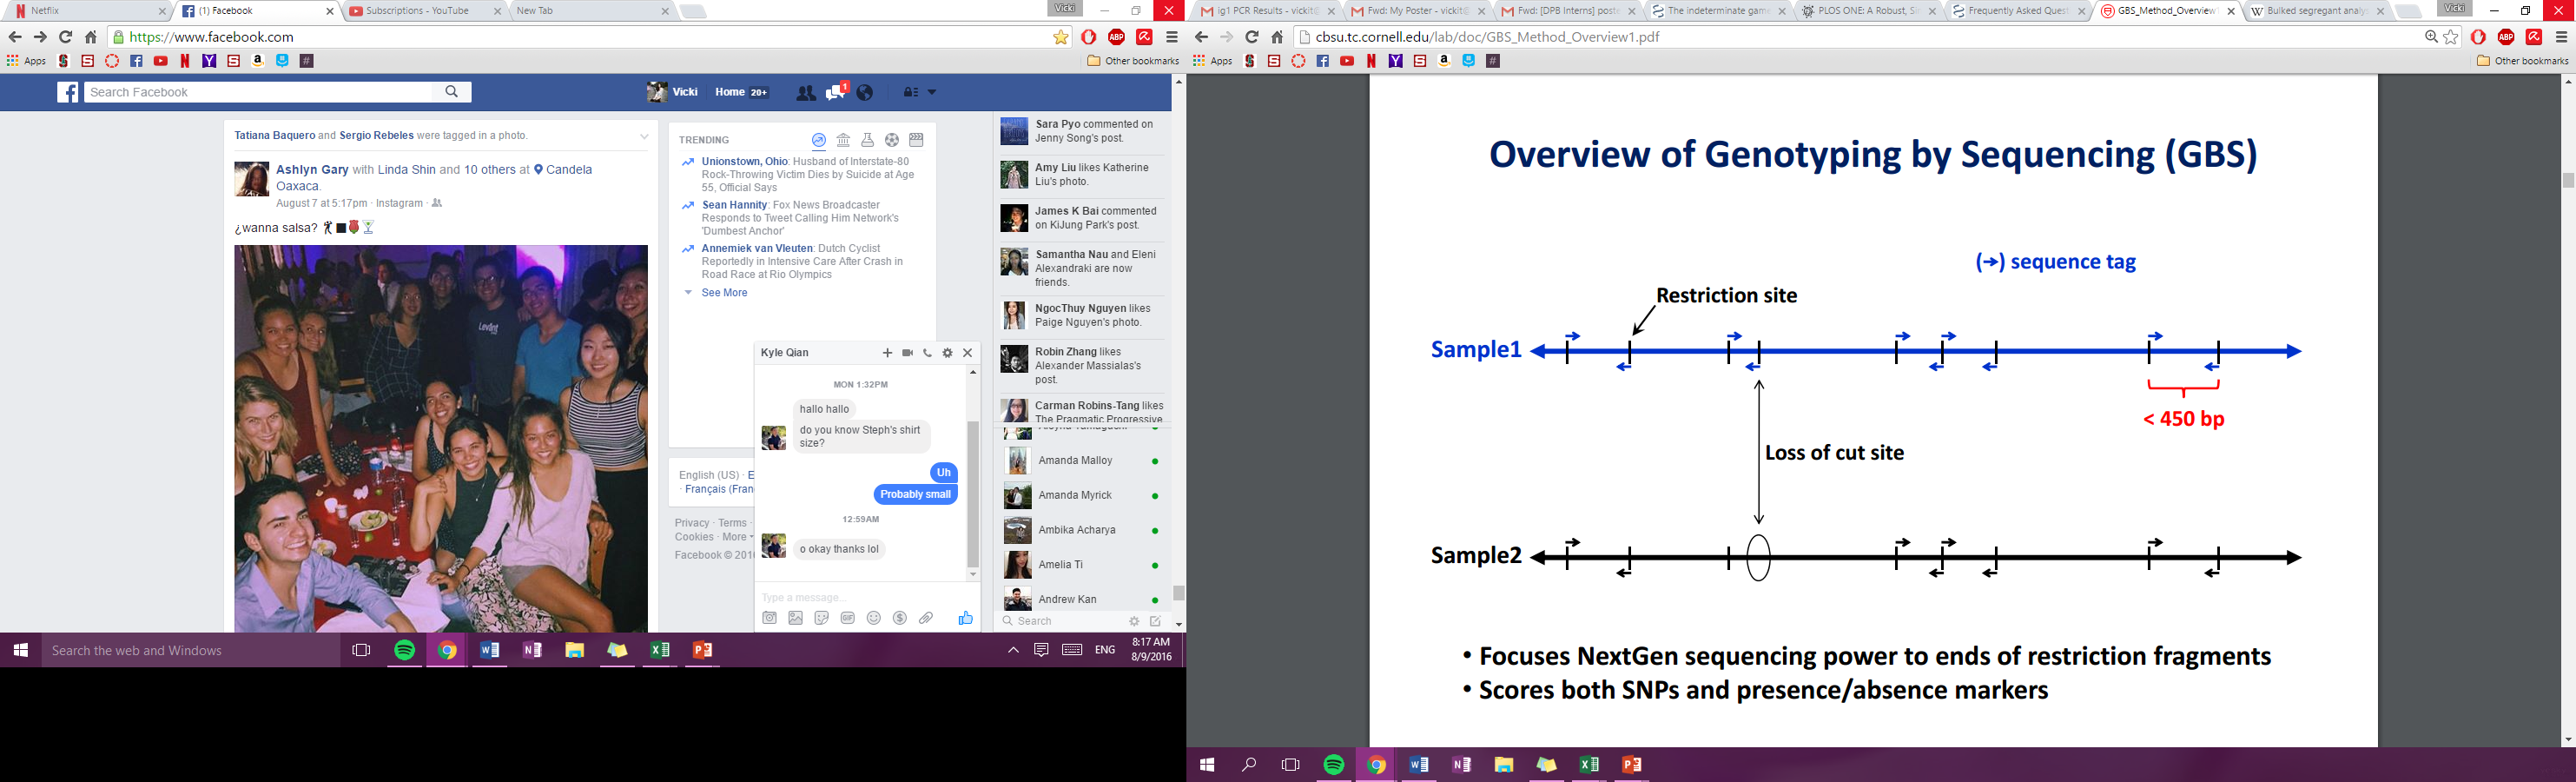 Netflix
(1) Facebook
Subscriptions - YouTube
New Tab
Vicki
https://www.facebook.com
Apps
Other bookmarks
Search Facebook
Vicki
Home 20+
1
Tatiana Baquero and Sergio Rebeles were tagged in a photo.
Ashlyn Gary with Linda Shin and 10 others at Candela
Oaxaca.
August 7 at 5:17pm · Instagram ·
¿wanna salsa?
TRENDING
Unionstown, Ohio: Husband of Interstate-80
Rock-Throwing Victim Dies by Suicide at Age
55, Official Says
Sean Hannity: Fox News Broadcaster
Responds to Tweet Calling Him Network's
'Dumbest Anchor'
Annemiek van Vleuten: Dutch Cyclist
Reportedly in Intensive Care After Crash in
Road Race at Rio Olympics
See More
English (US) · E
· Français (Fran
Privacy · Terms ·
Cookies · More
Facebook © 201
Kyle Qian
MON 1:32PM
hallo hallo
do you know Steph's shirt
size?
Uh
Probably small
12:59AM
o okay thanks lol
Type a message...
Sara Pyo commented on
Jenny Song's post.
Amy Liu likes Katherine
Liu's photo.
James K Bai commented
on KiJung Park's post.
Samantha Nau and Eleni
Alexandraki are now
friends.
NgocThuy Nguyen likes
Paige Nguyen's photo.
Robin Zhang likes
Alexander Massialas's
post.
Carman Robins-Tang likes
The Pragmatic Progressive
Amanda Malloy
Amanda Myrick
Ambika Acharya
Amelia Ti
Andrew Kan
Search
Search the web and Windows
ENG
8:17 AM
8/9/2016
ig1 PCR Results - vickit@
Fwd: My Poster - vickit@
Fwd: [DPB Interns] poste
The indeterminate game
PLOS ONE: A Robust, Si
Frequently Asked Quest
GBS_Method_Overview
Bulked segregant analy
Vicki
cbsu.tc.cornell.edu/lab/doc/GBS_Method_Overview1.pdf
Apps
Other bookmarks
Overview of Genotyping by Sequencing (GBS)
(→) sequence tag
Restriction site
Sample1
< 450 bp
Loss of cut site
Sample2
• Focuses NextGen sequencing power to ends of restriction fragments
• Scores both SNPs and presence/absence markers